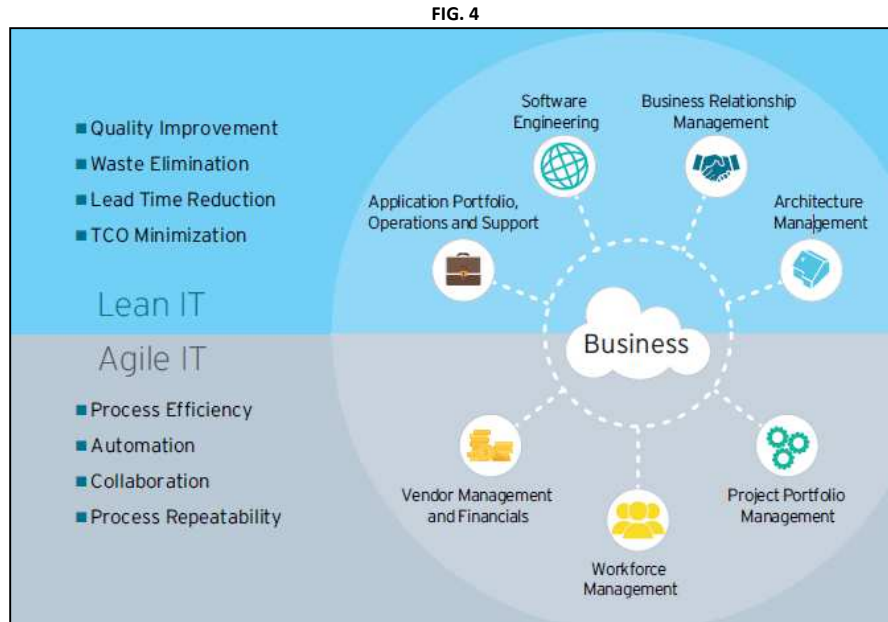 FIG. 4
Quality Improvement
Waste Elimination
Lead Time Reduction
TCO Minimization
Lean IT
Agile IT
Process Efficiency
Automation
Collaboration
Process Repeatability
Software
Engineering
Business Relationship
Management
Application Portfolio,
Operations and Support
Architecture
Management
Business
Vendor Management
and Financials
Workforce
Management
Project Portfolio
Management